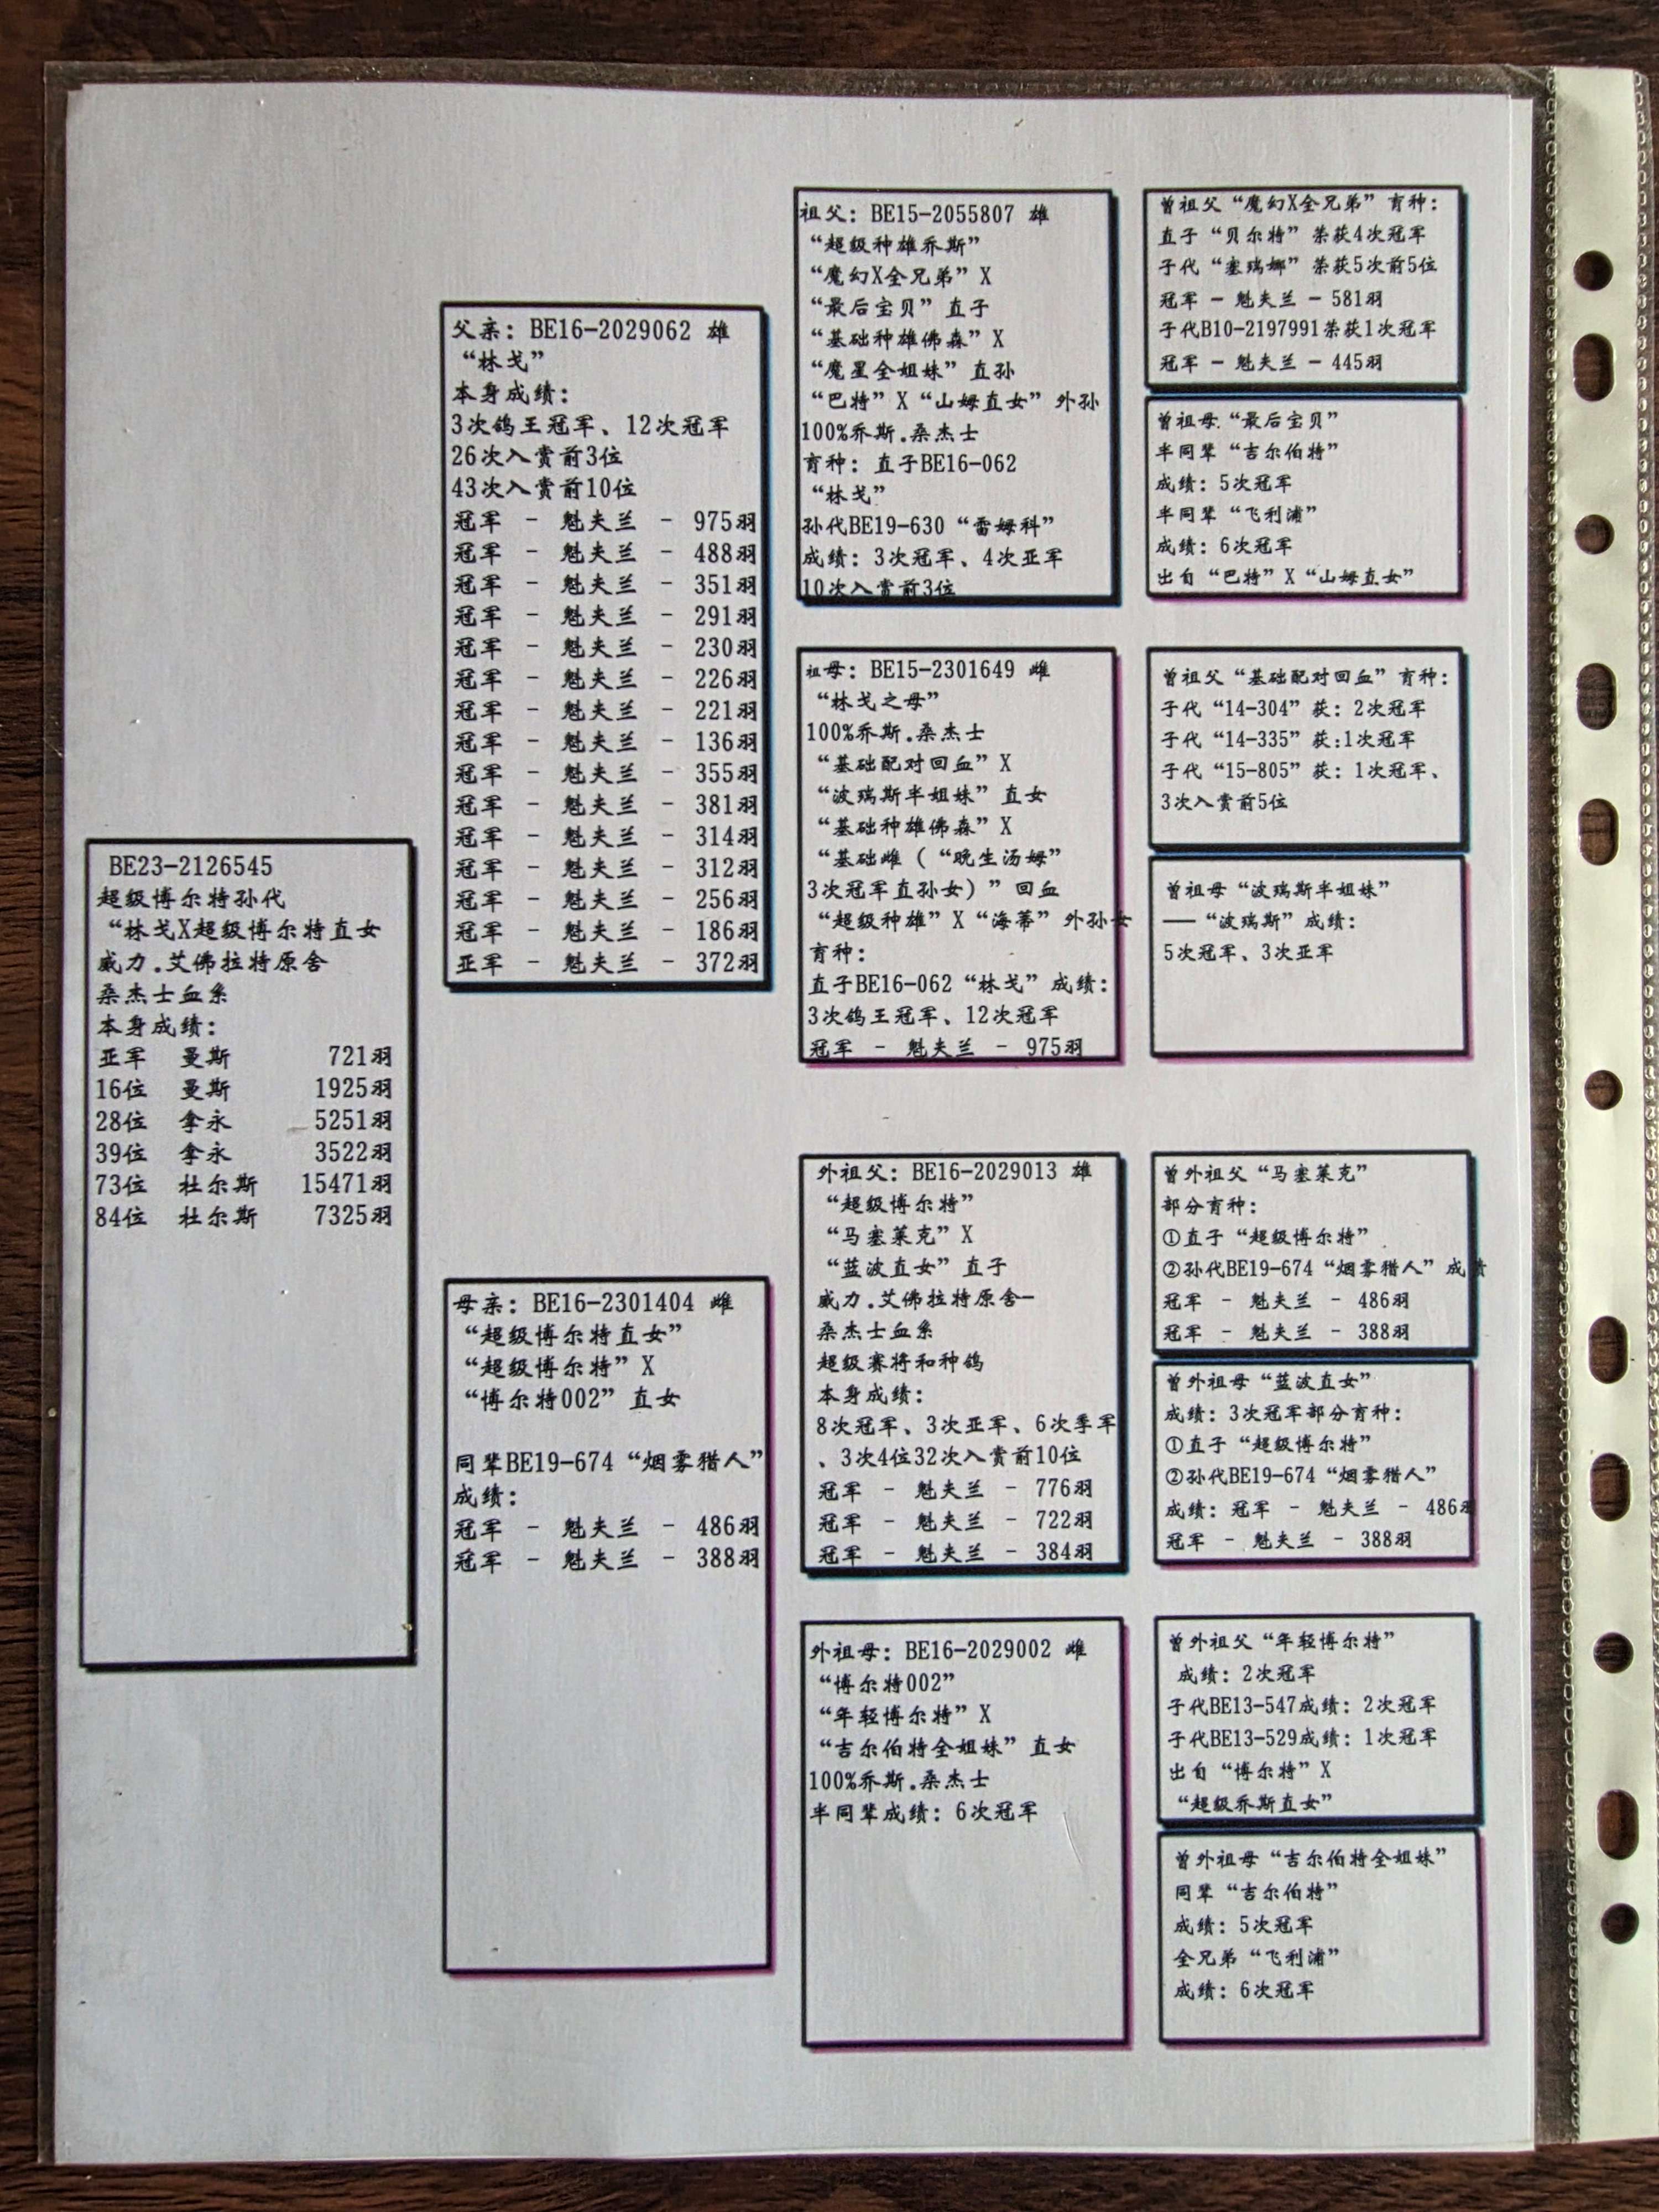 BE23-2126545
超级博尔特孙代
“林戈X超级博尔特直女
威力.艾佛拉特原舍
桑杰士血系
本身成绩:
亚军 曼斯 721羽
16位 曼斯 1925羽
28位 拿永 5251羽
39位 拿永 3522羽
73位 杜尔斯 15471羽
84位 杜尔斯 7325羽
父亲: BE16-2029062 雄
“林戈”
本身成绩:
3次鸽王冠军、12次冠军
26次入赏前3位
43次入赏前10位
冠军 - 魁夫兰 - 975羽
冠军 - 魁夫兰 - 488羽
冠军 - 魁夫兰 - 351羽
冠军 - 魁夫兰 - 291羽
冠军 - 魁夫兰 - 230羽
冠军 - 魁夫兰 - 226羽
冠军 - 魁夫兰 - 221羽
冠军 - 魁夫兰 - 136羽
冠军 - 魁夫兰 - 355羽
冠军 - 魁夫兰 - 381羽
冠军 - 魁夫兰 - 314羽
冠军 - 魁夫兰 - 312羽
冠军 - 魁夫兰 - 256羽
冠军 - 魁夫兰 - 186羽
亚军 - 魁夫兰 - 372羽
母亲: BE16-2301404 雌
“超级博尔特直女”
“超级博尔特”X
“博尔特002”直女
同辈BE19-674“烟雾猎人”
成绩:
冠军 - 魁夫兰 - 486羽
冠军 - 魁夫兰 - 388羽
祖父: BE15-2055807 雄
“超级种雄乔斯”
“魔幻X全兄弟”X
“最后宝贝”直子
“基础种雄佛森”X
“魔星全姐妹”直孙
“巴特”X“山姆直女”外孙
100%乔斯.桑杰士
育种: 直子BE16-062
“林戈”
孙代BE19-630“雷姆科”
成绩: 3次冠军、4次亚军
10次入赏前3位
祖母: BE15-2301649 雌
“林戈之母”
100%乔斯.桑杰士
“基础配对回血”X
“波瑞斯半姐妹”直女
“基础种雄佛森”X
“基础雌(“晚生汤姆”
3次冠军直孙女)”回血
“超级种雄”X“海蒂”外孙女
育种:
直子BE16-062“林戈”成绩:
3次鸽王冠军、12次冠军
冠军 - 魁夫兰 - 975羽
外祖父: BE16-2029013 雄
“超级博尔特”
“马塞莱克”X
“蓝波直女”直子
威力.艾佛拉特原舍-
桑杰士血系
超级赛将和种鸽
本身成绩:
8次冠军、3次亚军、6次季军
、3次4位32次入赏前10位
冠军 - 魁夫兰 - 776羽
冠军 - 魁夫兰 - 722羽
冠军 - 魁夫兰 - 384羽
外祖母: BE16-2029002 雌
“博尔特002”
“年轻博尔特”X
“吉尔伯特全姐妹”直女
100%乔斯.桑杰士
半同辈成绩: 6次冠军
曾祖父“魔幻X全兄弟”育种:
直子“贝尔特”荣获4次冠军
子代“塞瑞娜”荣获5次前5位
冠军 - 魁夫兰 - 581羽
子代B10-2197991荣获1次冠军
冠军 - 魁夫兰 - 445羽
曾祖母“最后宝贝”
半同辈“吉尔伯特”
成绩: 5次冠军
半同辈“飞利浦”
成绩: 6次冠军
出自“巴特”X“山姆直女”
曾祖父“基础配对回血”育种:
子代“14-304”获: 2次冠军
子代“14-335”获:1次冠军
子代“15-805”获: 1次冠军、
3次入赏前5位
曾祖母“波瑞斯半姐妹”
——“波瑞斯”成绩:
5次冠军、3次亚军
曾外祖父“马塞莱克”
部分育种:
①直子“超级博尔特”
②孙代BE19-674“烟雾猎人”成绩
冠军 - 魁夫兰 - 486羽
冠军 - 魁夫兰 - 388羽
曾外祖母“蓝波直女”
成绩: 3次冠军部分育种:
①直子“超级博尔特”
②孙代BE19-674“烟雾猎人”
成绩: 冠军 - 魁夫兰 - 486羽
冠军 - 魁夫兰 - 388羽
曾外祖父“年轻博尔特”
成绩: 2次冠军
子代BE13-547成绩: 2次冠军
子代BE13-529成绩: 1次冠军
出自“博尔特”X
“超级乔斯直女”
曾外祖母“吉尔伯特全姐妹”
同辈“吉尔伯特”
成绩: 5次冠军
全兄弟“飞利浦”
成绩: 6次冠军